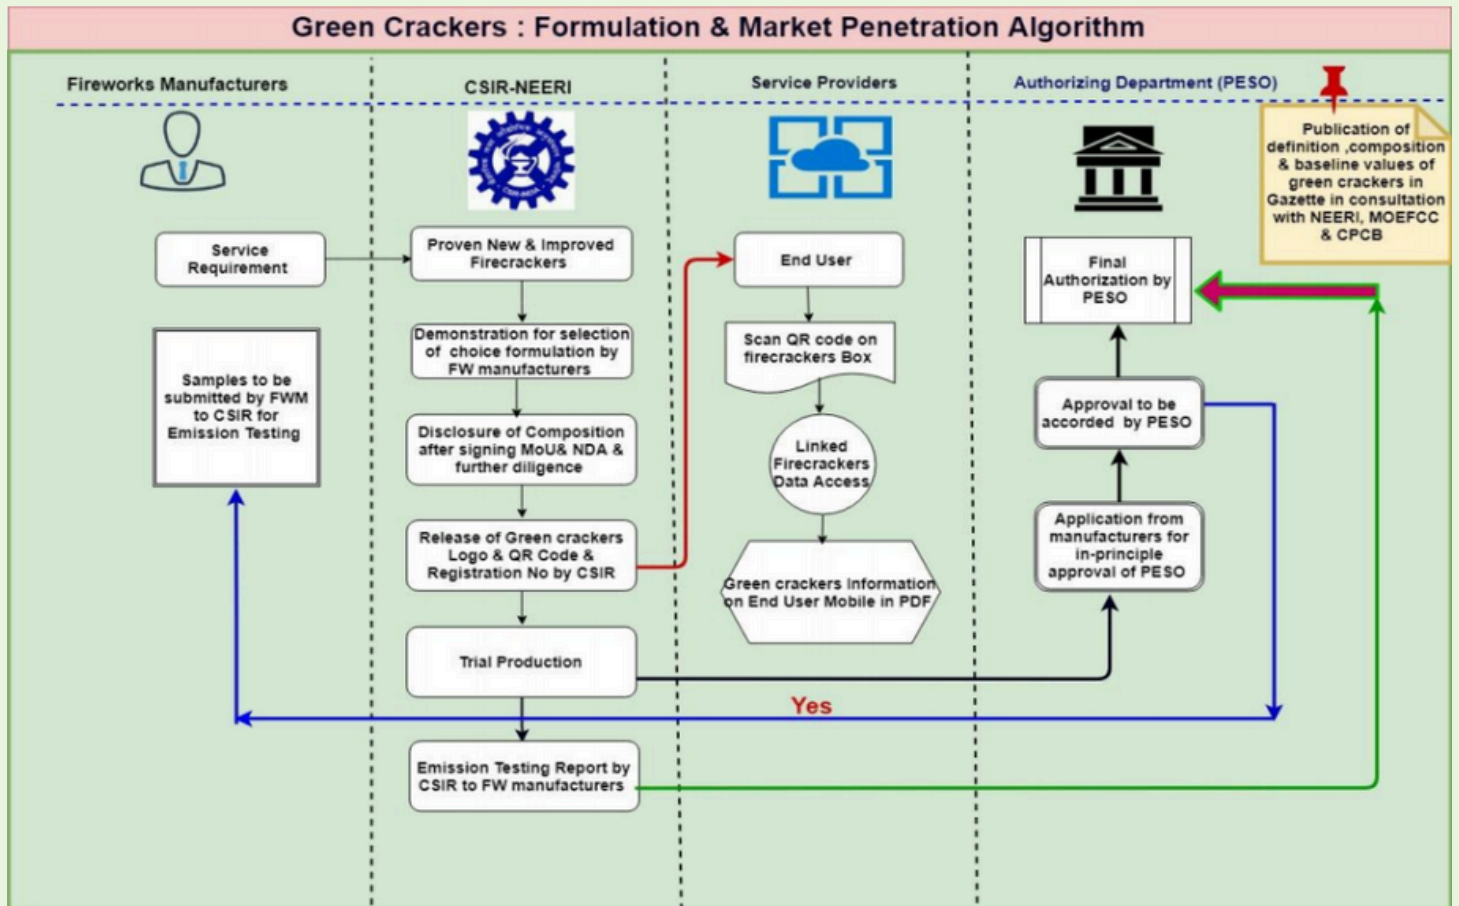 Green Crackers : Formulation & Market Penetration Algorithm
Fireworks Manufacturers
CSIR-NEERI
Service Providers
Authorizing Department (PESO)
Publication of
definition ,composition
& baseline values of
green crackers in
Gazette in consultation
with NEERI, MOEFCC
& CPCB
Service
Requirement
Samples to be
submitted by FWM
to CSIR for
Emission Testing
Proven New & Improved
Firecrackers
Demonstration for selection
of choice formulation by
FW manufacturers
Disclosure of Composition
after signing MoU& NDA &
further diligence
Release of Green crackers
Logo & QR Code &
Registration No by CSIR
Trial Production
Emission Testing Report by
CSIR to FW manufacturers
End User
Scan QR code on
firecrackers Box
Linked
Firecrackers
Data Access
Green crackers Information
on End User Mobile in PDF
Final
Authorization by
PESO
Approval to be
accorded by PESO
Application from
manufacturers for
in-principle
approval of PESO
Yes